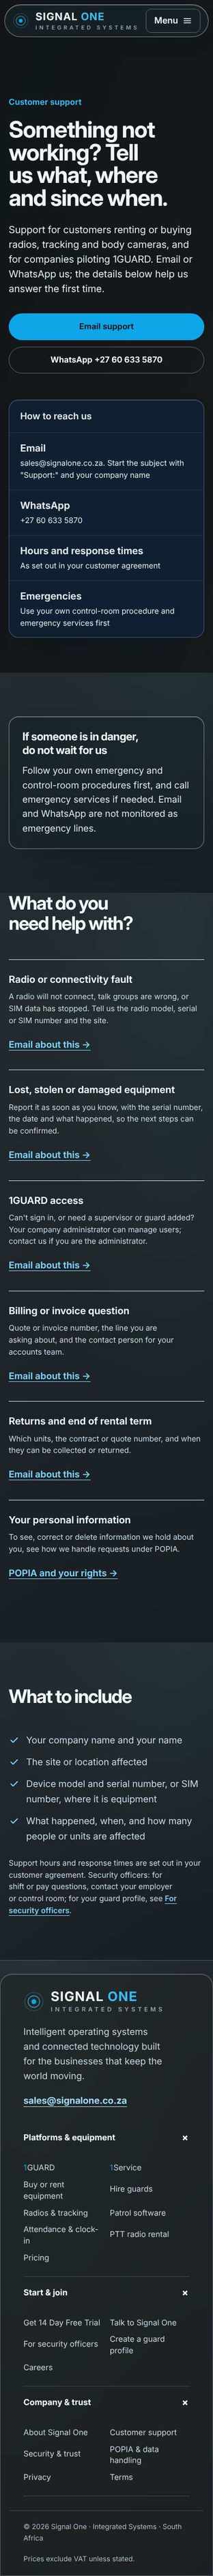 SIGNAL ONE
INTEGRATED SYSTEMS
Menu
Customer support
Something not
working? Tell
us what, where
and since when.
Support for customers renting or buying
radios, tracking and body cameras, and
for companies piloting 1GUARD. Email or
WhatsApp us; the details below help us
answer the first time.
Email support
WhatsApp +27 60 633 5870
How to reach us
Email
sales@signalone.co.za. Start the subject with
"Support:" and your company name
WhatsApp
+27 60 633 5870
Hours and response times
As set out in your customer agreement
Emergencies
Use your own control-room procedure and
emergency services first
If someone is in danger,
do not wait for us
Follow your own emergency and
control-room procedures first, and call
emergency services if needed. Email
and WhatsApp are not monitored as
emergency lines.
What do you
need help with?
Radio or connectivity fault
A radio will not connect, talk groups are wrong, or
SIM data has stopped. Tell us the radio model, serial
or SIM number and the site.
Email about this →
Lost, stolen or damaged equipment
Report it as soon as you know, with the serial number,
the date and what happened, so the next steps can
be confirmed.
Email about this →
1GUARD access
Can't sign in, or need a supervisor or guard added?
Your company administrator can manage users;
contact us if you are the administrator.
Email about this →
Billing or invoice question
Quote or invoice number, the line you are
asking about, and the contact person for your
accounts team.
Email about this →
Returns and end of rental term
Which units, the contract or quote number, and when
they can be collected or returned.
Email about this →
Your personal information
To see, correct or delete information we hold about
you, see how we handle requests under POPIA.
POPIA and your rights →
What to include
Your company name and your name
The site or location affected
Device model and serial number, or SIM
number, where it is equipment
What happened, when, and how many
people or units are affected
Support hours and response times are set out in your
customer agreement. Security officers: for
shift or pay questions, contact your employer
or control room; for your guard profile, see For
security officers.
SIGNAL ONE
INTEGRATED SYSTEMS
Intelligent operating systems
and connected technology built
for the businesses that keep the
world moving.
sales@signalone.co.za
Platforms & equipment ×
1GUARD
1Service
Buy or rent
equipment
Hire guards
Radios & tracking
Patrol software
Attendance & clock-
in
PTT radio rental
Pricing
Start & join ×
Get 14 Day Free Trial
Talk to Signal One
For security officers
Create a guard
profile
Careers
Company & trust ×
About Signal One
Customer support
Security & trust
POPIA & data
handling
Privacy
Terms
© 2026 Signal One · Integrated Systems · South
Africa
Prices exclude VAT unless stated.